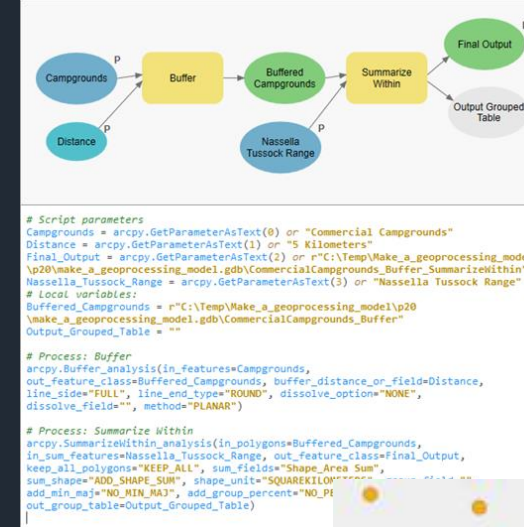 P
Final Output
Campgrounds
Buffer
Buffered
Campgrounds
Summarize
Within
Output Grouped
Table
Distance
P
Nassella
Tussock Range
P
# Script parameters
Campgrounds = arcpy.GetParameterAsText(0) or "Commercial Campgrounds"
Distance = arcpy.GetParameterAsText(1) or "5 Kilometers"
Final_Output = arcpy.GetParameterAsText(2) or r"C:\Temp\Make_a_geoprocessing_mode
\p20\make_a_geoprocessing_model.gdb\CommercialCampgrounds_Buffer_SummarizeWithin"
Nassella_Tussock_Range = arcpy.GetParameterAsText(3) or "Nassella Tussock Range"
# Local variables:
Buffered_Campgrounds = r"C:\Temp\Make_a_geoprocessing_model\p20
\make_a_geoprocessing_model.gdb\CommercialCampgrounds_Buffer"
Output_Grouped_Table = ""
# Process: Buffer
arcpy.Buffer_analysis(in_features=Campgrounds,
out_feature_class=Buffered_Campgrounds, buffer_distance_or_field=Distance,
line_side="FULL", line_end_type="ROUND", dissolve_option="NONE",
dissolve_field="", method="PLANAR")
# Process: Summarize Within
arcpy.SummarizeWithin_analysis(in_polygons=Buffered_Campgrounds,
in_sum_features=Nassella_Tussock_Range, out_feature_class=Final_Output,
keep_all_polygons="KEEP_ALL", sum_fields="Shape_Area Sum",
sum_shape="ADD_SHAPE_SUM", shape_unit="SQUAREKILOMETERS"
add_min_maj="NO_MIN_MAJ", add_group_percent="NO_PE
out_group_table=Output_Grouped_Table)